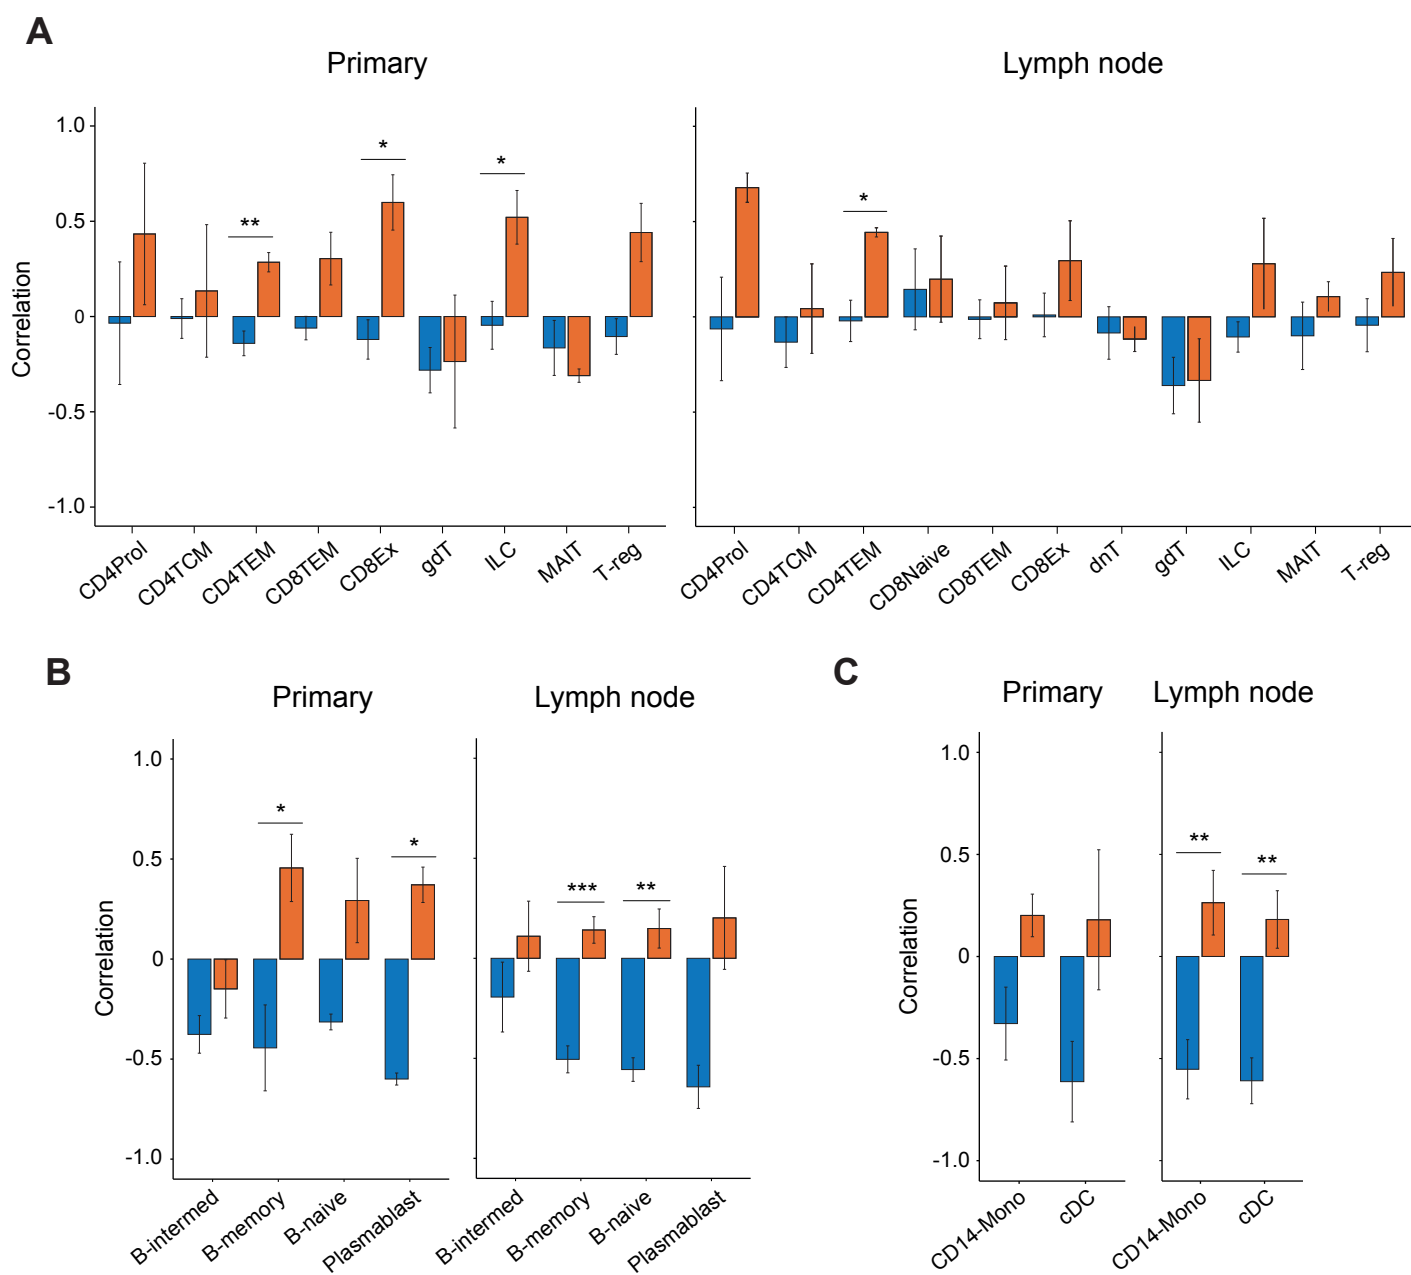 A
Primary
Lymph node
Correlation
1.0
0.5
0
-0.5
-1.0
**
*
*
*
CD4Prol
CD4TCM
CD4TEM
CD8TEM
CD8Ex
gdT
ILC
MAIT
T-reg
CD4Prol
CD4TCM
CD4TEM
CD8Naive
CD8TEM
CD8Ex
dnT
gdT
ILC
MAIT
T-reg
B
Primary
Lymph node
Correlation
1.0
0.5
0
-0.5
-1.0
*
*
***
**
B-intermed
B-memory
B-naive
Plasmablast
B-intermed
B-memory
B-naive
Plasmablast
C
Primary
Lymph node
Correlation
1.0
0.5
0
-0.5
-1.0
**
**
CD14-Mono
cDC
CD14-Mono
cDC